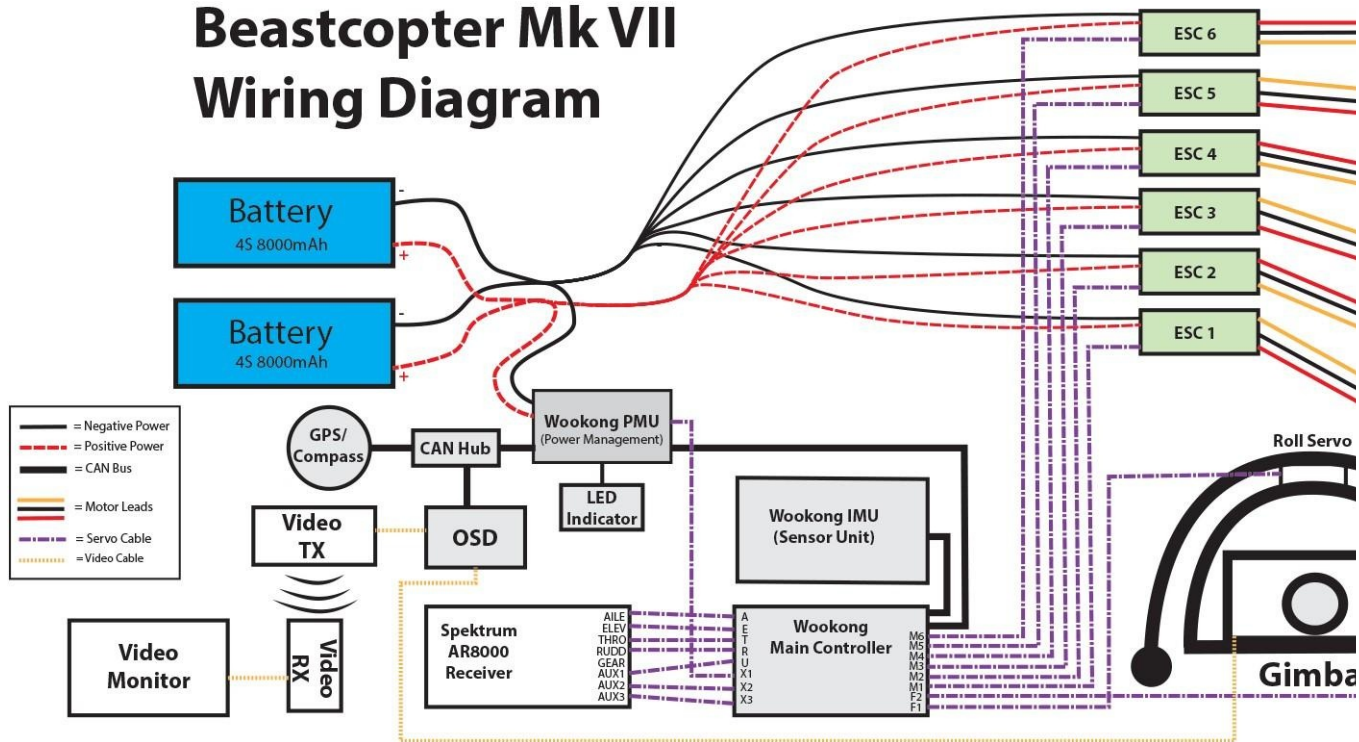 Beastcopter Mk VII
Wiring Diagram
ESC 6
ESC 5
ESC 4
ESC 3
ESC 2
ESC 1
Battery
4S 8000mAh
-
+
Battery
4S 8000mAh
-
+
= Negative Power
= Positive Power
= CAN Bus
= Motor Leads
= Servo Cable
= Video Cable
GPS/
Compass
CAN Hub
Wookong PMU
(Power Management)
LED
Indicator
Video
TX
OSD
Wookong IMU
(Sensor Unit)
Roll Servo
Video
Monitor
Video
RX
Spektrum
AR8000
Receiver
AILE
ELEV
THRO
RUDD
GEAR
AUX1
AUX2
AUX3
A
E
T
R
U
X1
X2
X3
Wookong
Main Controller
M6
M5
M4
M3
M2
M1
F2
F1
Gimba